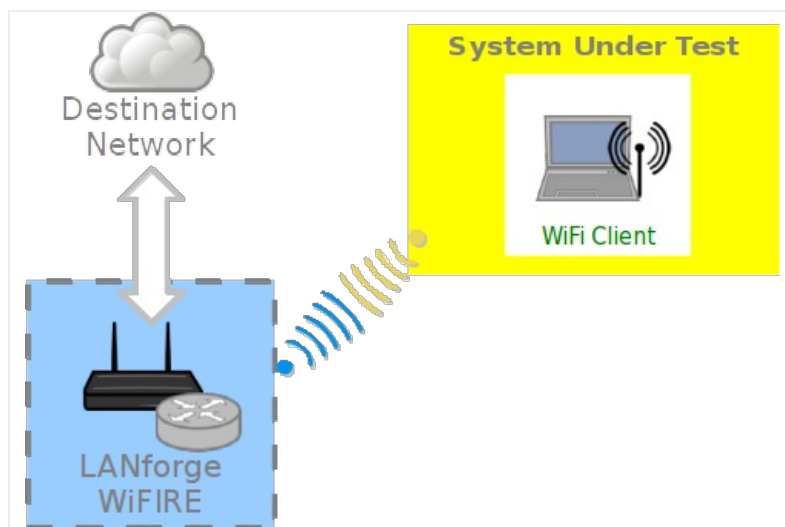 Destination
Network
System Under Test
WiFi Client
LANforge
WiFIRE